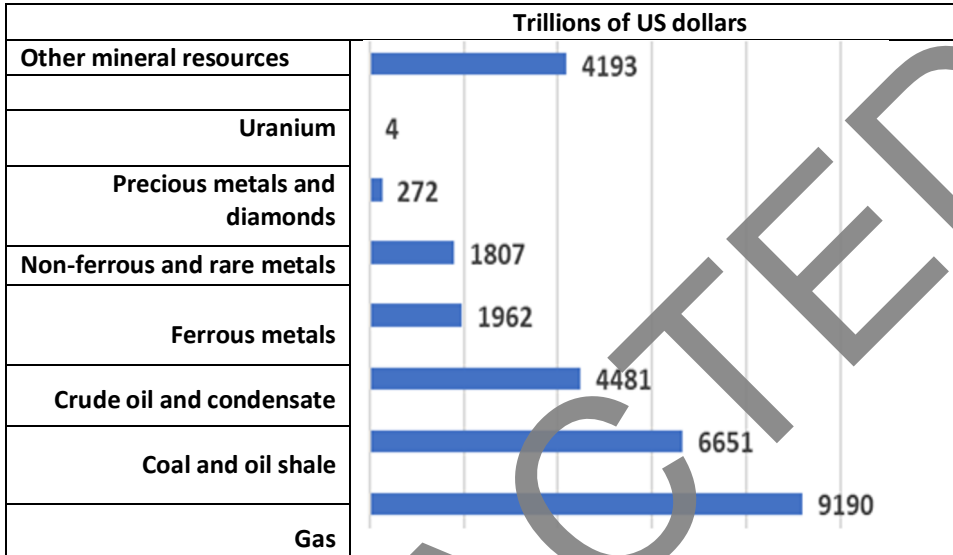 Trillions of US dollars
Other mineral resources
4193
Uranium
4
Precious metals and
diamonds
272
Non-ferrous and rare metals
1807
Ferrous metals
1962
Crude oil and condensate
4481
Coal and oil shale
6651
Gas
9190
CTED